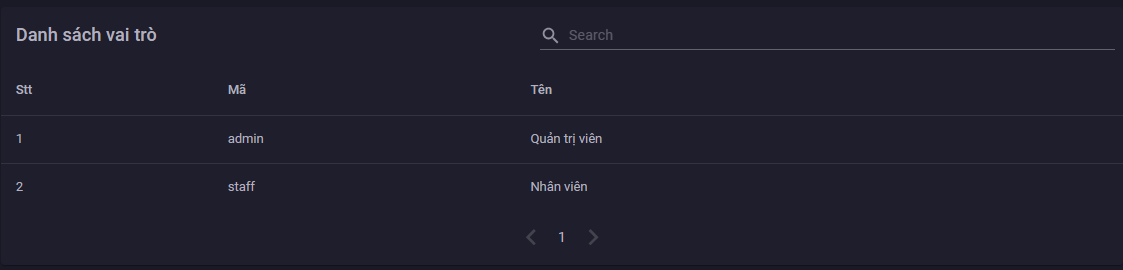 Danh sách vai trò
Search
Stt Mã Tên
1 admin Quản trị viên
2 staff Nhân viên
1